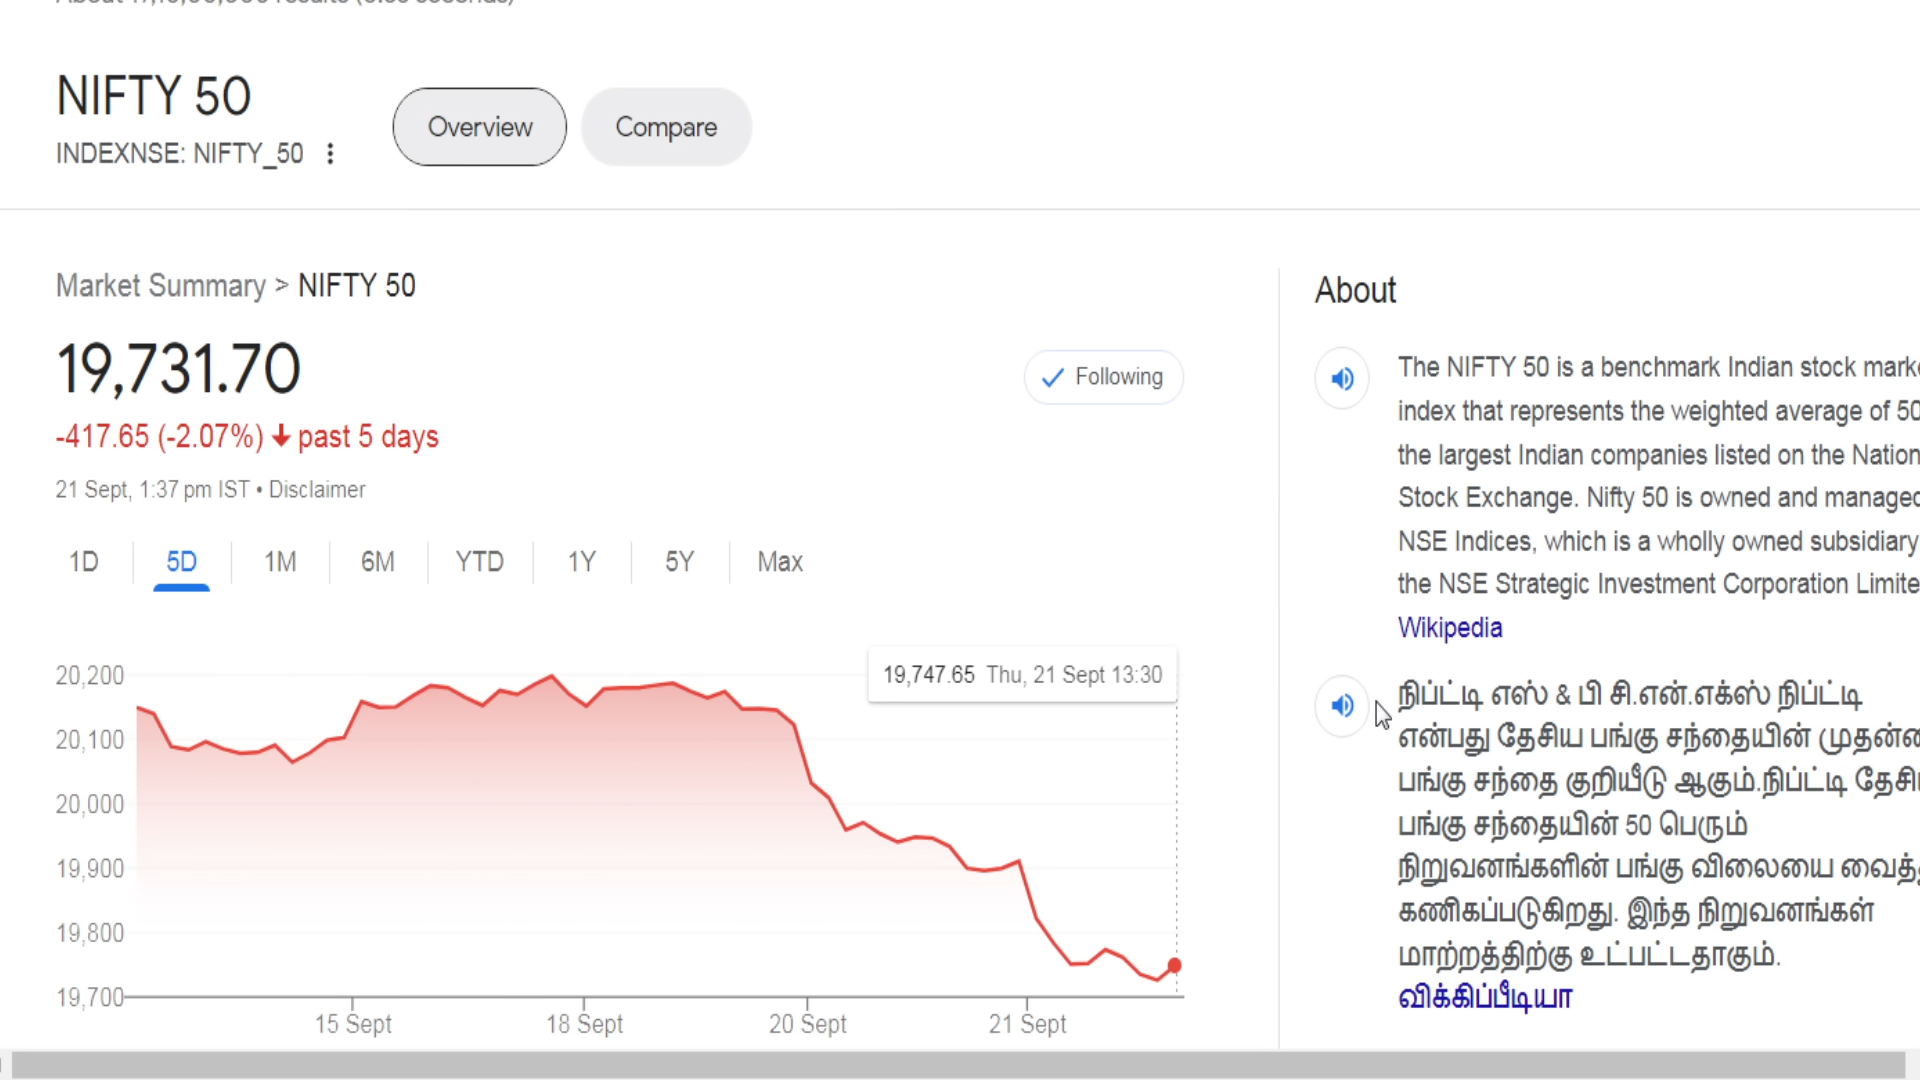 NIFTY 50
INDEXNSE: NIFTY_50
Overview
Compare
Market Summary > NIFTY 50
19,731.70
-417.65 (-2.07%) ↓ past 5 days
21 Sept, 1:37 pm IST • Disclaimer
Following
1D 5D 1M 6M YTD 1Y 5Y Max
19,747.65 Thu, 21 Sept 13:30
20,200
20,100
20,000
19,900
19,800
19,700
15 Sept 18 Sept 20 Sept 21 Sept
About
The NIFTY 50 is a benchmark Indian stock
index that represents the weighted average of 50
the largest Indian companies listed on the
Stock Exchange. Nifty 50 is owned and
NSE Indices, which is a wholly owned subsidiary
the NSE Strategic Investment Corporation
Wikipedia
நிப்ட்டி எஸ் & பி சி.என்.எக்ஸ் நிப்ட்டி
என்பது தேசிய பங்கு சந்தையின்
பங்கு சந்தை குறியீடு ஆகும்.நிப்ட்டி
பங்கு சந்தையின் 50 பெரும்
நிறுவனங்களின் பங்கு விலையை
கணிகப்படுகிறது. இந்த நிறுவனங்கள்
மாற்றத்திற்கு உட்பட்டதாகும்.
விக்கிப்பீடியா